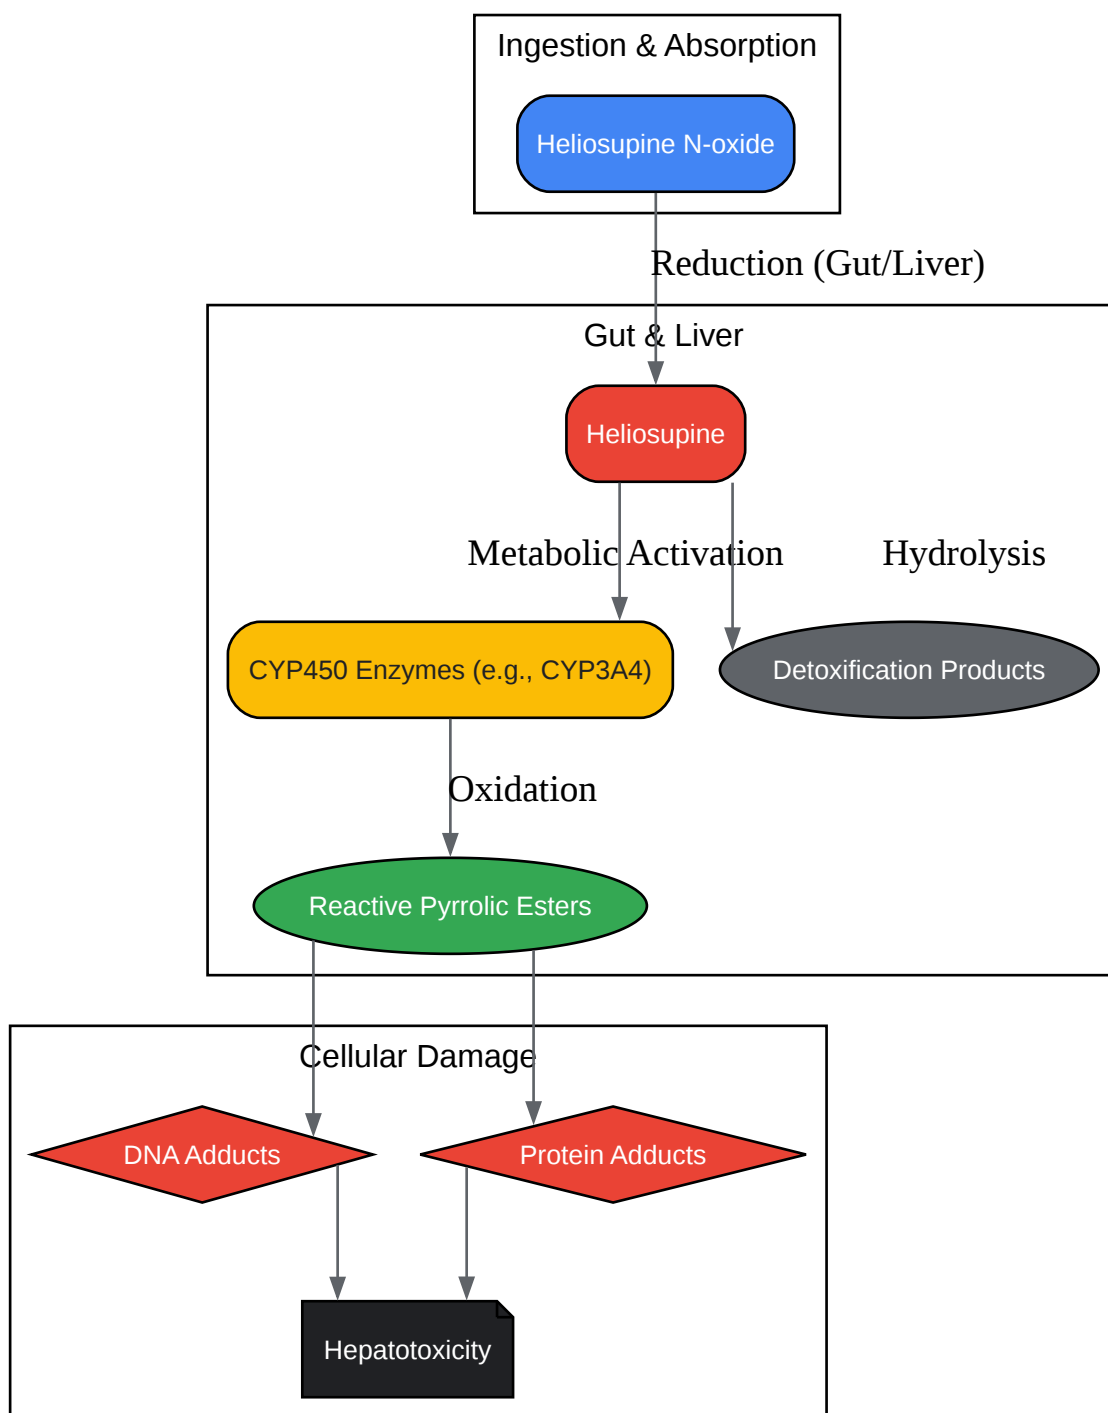 Ingestion & Absorption
Heliosupine N-oxide
Reduction (Gut/Liver)
Gut & Liver
Heliosupine
Metabolic Activation
Hydrolysis
CYP450 Enzymes (e.g., CYP3A4)
Detoxification Products
Oxidation
Reactive Pyrrolic Esters
Cellular Damage
DNA Adducts
Protein Adducts
Hepatotoxicity